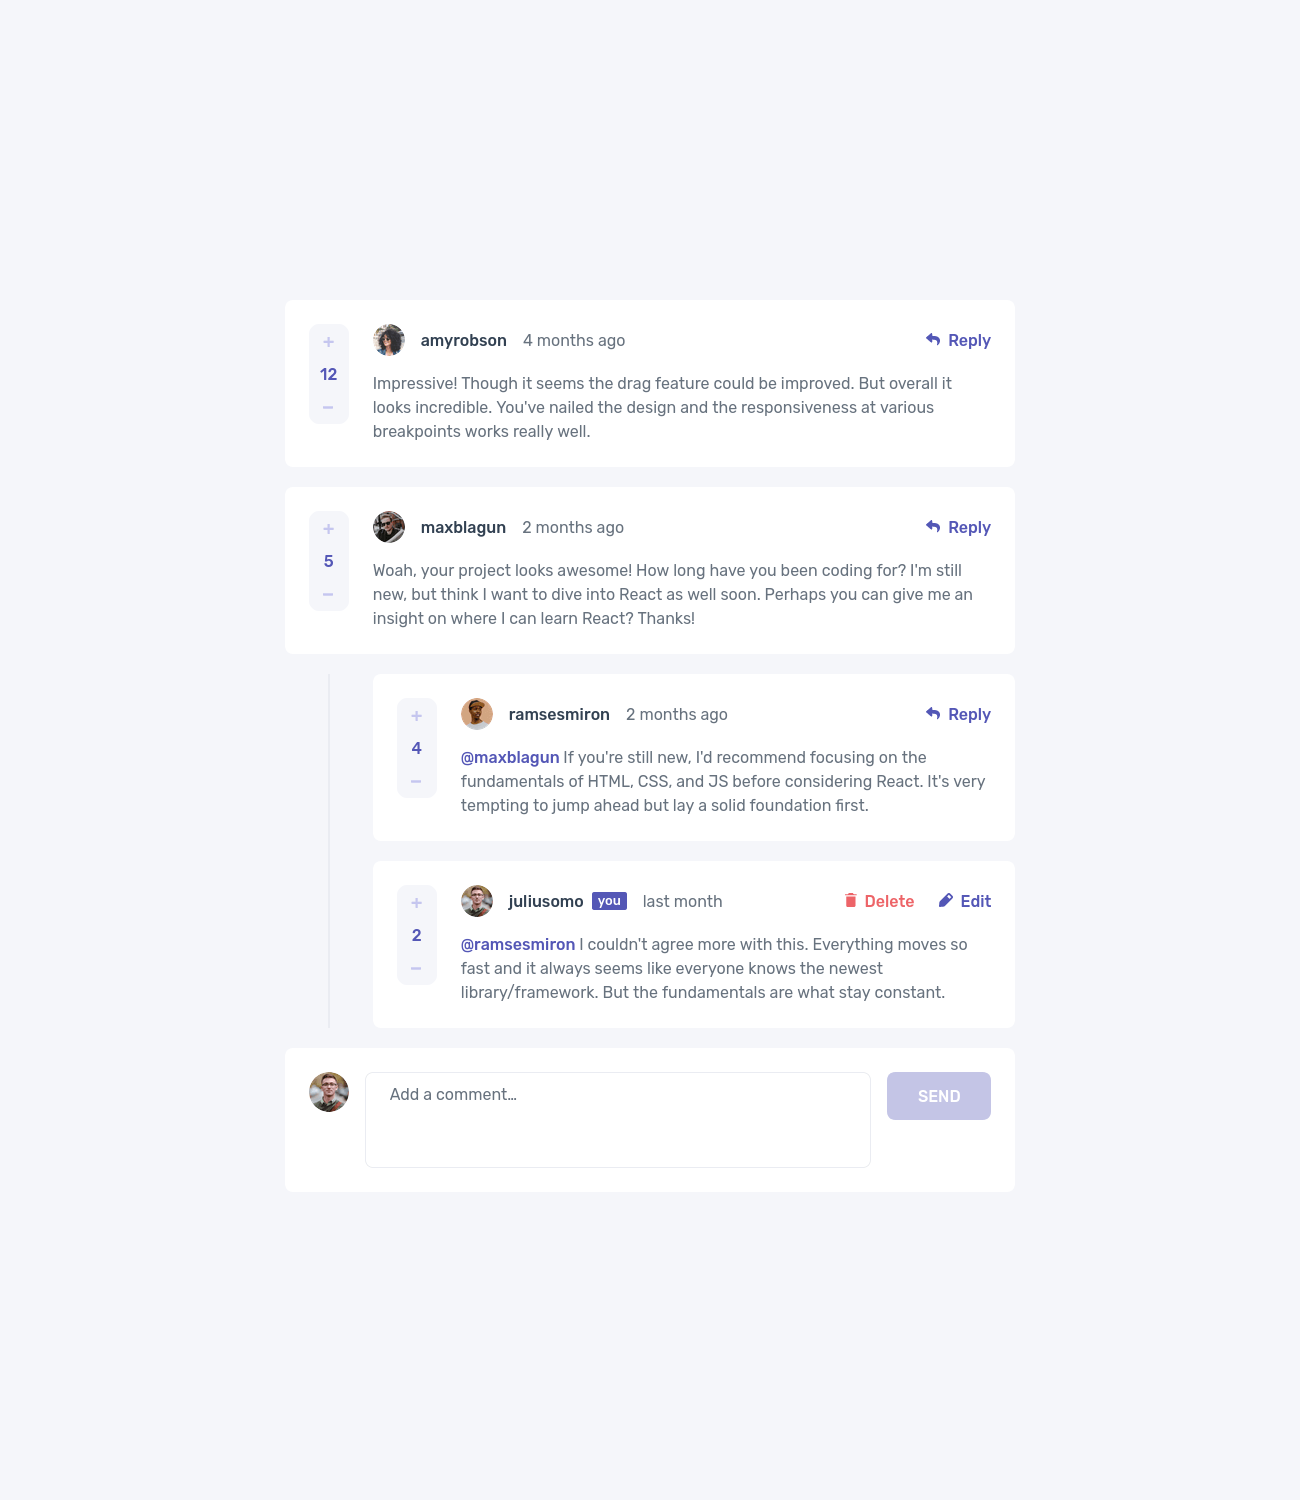 +
12
−
amyrobson 4 months ago Reply
Impressive! Though it seems the drag feature could be improved. But overall it
looks incredible. You've nailed the design and the responsiveness at various
breakpoints works really well.
+
5
−
maxblagun 2 months ago Reply
Woah, your project looks awesome! How long have you been coding for? I'm still
new, but think I want to dive into React as well soon. Perhaps you can give me an
insight on where I can learn React? Thanks!
+
4
−
ramsesmiron 2 months ago Reply
@maxblagun If you're still new, I'd recommend focusing on the
fundamentals of HTML, CSS, and JS before considering React. It's very
tempting to jump ahead but lay a solid foundation first.
+
2
−
juliusomo you last month Delete Edit
@ramsesmiron I couldn't agree more with this. Everything moves so
fast and it always seems like everyone knows the newest
library/framework. But the fundamentals are what stay constant.
Add a comment… SEND